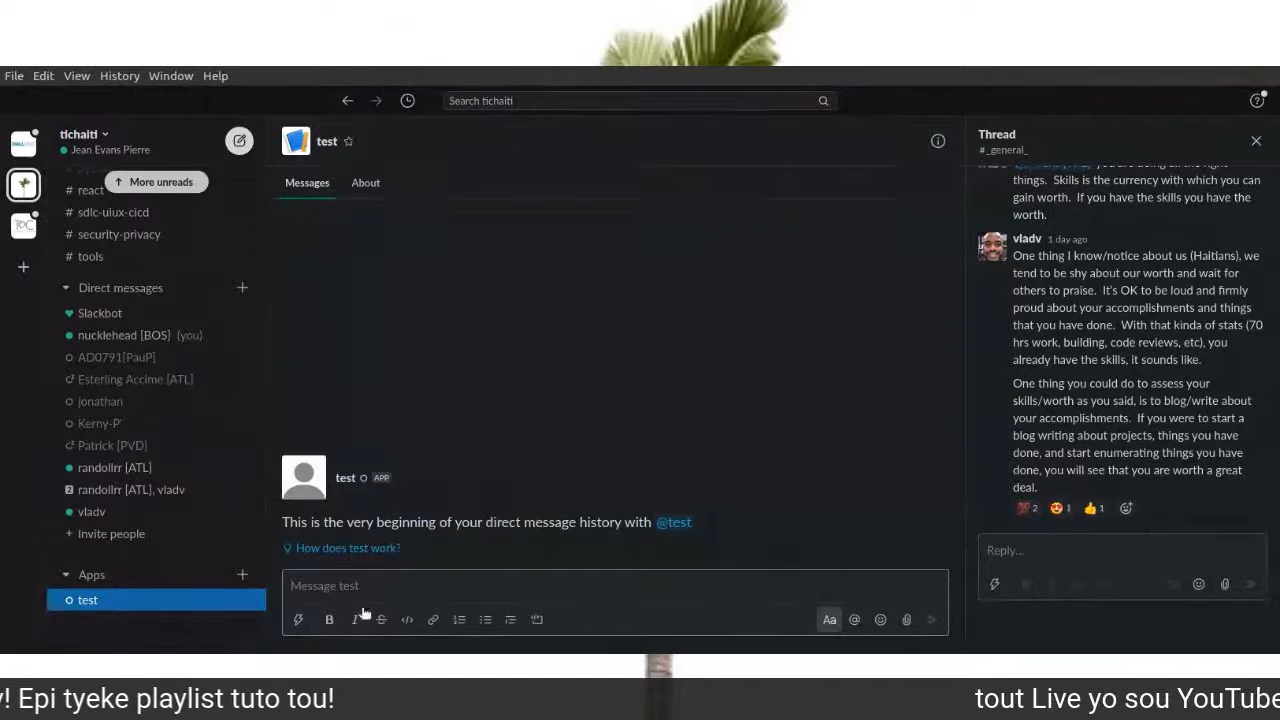 File Edit View History Window Help
Search tichaiti
tichaiti
Jean Evans Pierre
More unreads
# react
# sdlc-uiux-cicd
# security-privacy
# tools
Direct messages
Slackbot
nucklehead [BOS] (you)
AD0791[PauP]
Esterling Accime [ATL]
jonathan
Kerny-P'
Patrick [PVD]
randollrr [ATL]
2 randollrr [ATL], vladv
vladv
+ Invite people
Apps
test
test
Messages About
test APP
This is the very beginning of your direct message history with @test
How does test work?
Message test
B I S Aa @
Thread
#_general_
you are doing all the right
things. Skills is the currency with which you can
gain worth. If you have the skills you have the
worth.
vladv 1 day ago
One thing I know/notice about us (Haitians), we
tend to be shy about our worth and wait for
others to praise. It's OK to be loud and firmly
proud about your accomplishments and things
that you have done. With that kinda of stats (70
hrs work, building, code reviews, etc), you
already have the skills, it sounds like.
One thing you could do to assess your
skills/worth as you said, is to blog/write about
your accomplishments. If you were to start a
blog writing about projects, things you have
done, and start enumerating things you have
done, you will see that you are worth a great
deal.
2 1 1
Reply...
! Epi tyeke playlist tuto tou!
tout Live yo sou YouTube